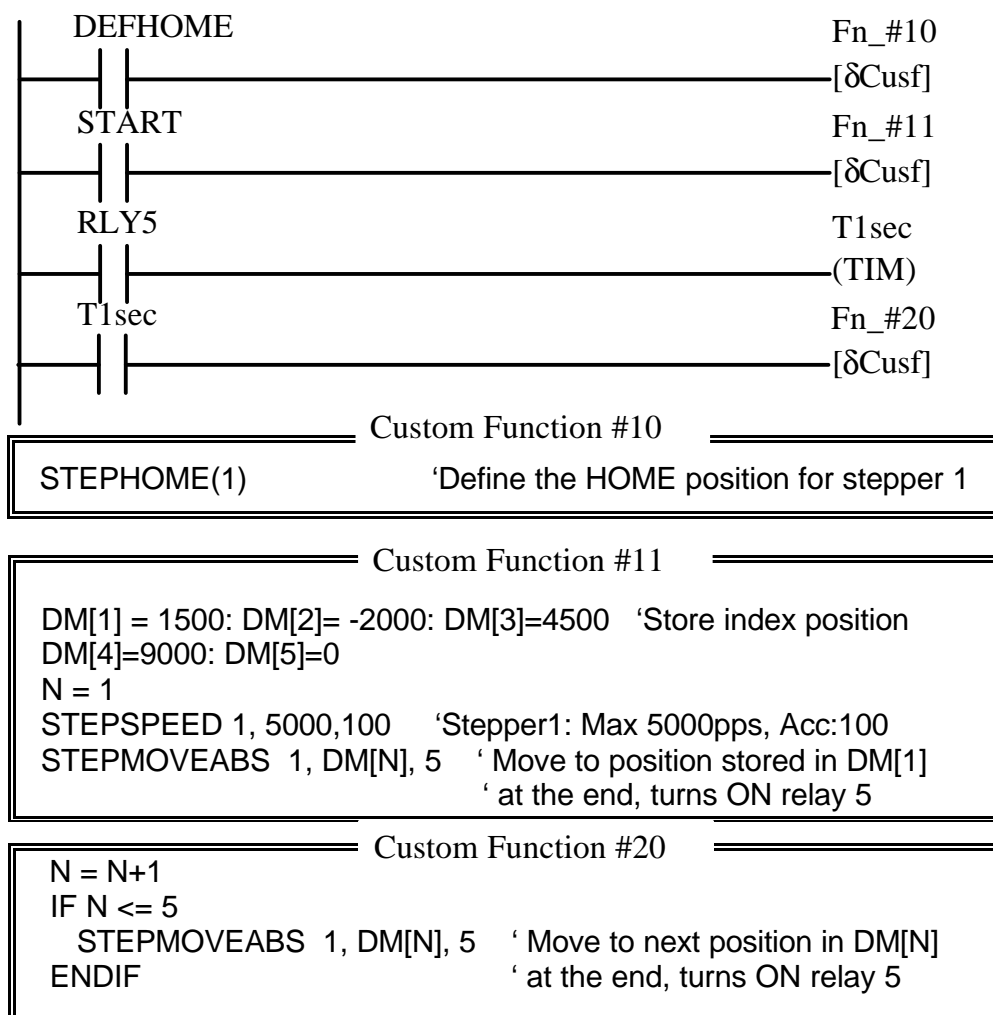 DEFHOME Fn_#10
[δCusf]
START Fn_#11
[δCusf]
RLY5 T1sec
(TIM)
T1sec Fn_#20
[δCusf]
Custom Function #10
STEPHOME(1) ‘Define the HOME position for stepper 1
Custom Function #11
DM[1] = 1500: DM[2]= -2000: DM[3]=4500 ‘Store index position
DM[4]=9000: DM[5]=0
N = 1
STEPSPEED 1, 5000,100 ‘Stepper1: Max 5000pps, Acc:100
STEPMOVEABS 1, DM[N], 5 ‘ Move to position stored in DM[1]
‘ at the end, turns ON relay 5
Custom Function #20
N = N+1
IF N <= 5
STEPMOVEABS 1, DM[N], 5 ‘ Move to next position in DM[N]
ENDIF ‘ at the end, turns ON relay 5